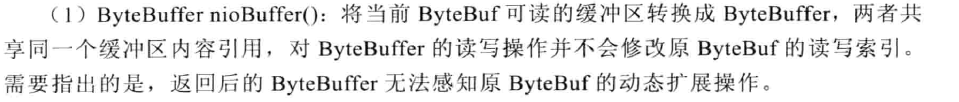 （1）ByteBuffer nioBuffer()：将当前 ByteBuf 可读的缓冲区转换成 ByteBuffer，两者共
享同一个缓冲区内容引用，对 ByteBuffer 的读写操作并不会修改原 ByteBuf 的读写索引。
需要指出的是，返回后的 ByteBuffer 无法感知原 ByteBuf 的动态扩展操作。